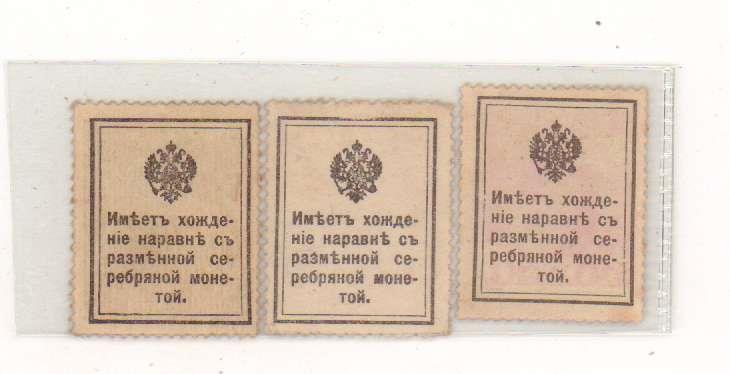 Имѣетъ хожде-
ніе наравнѣ съ
размѣнной се-
ребряной моне-
той.
Имѣетъ хожде-
ніе наравнѣ съ
размѣнной се-
ребряной моне-
той.
Имѣетъ хожде-
ніе наравнѣ съ
размѣнной се-
ребряной моне-
той.